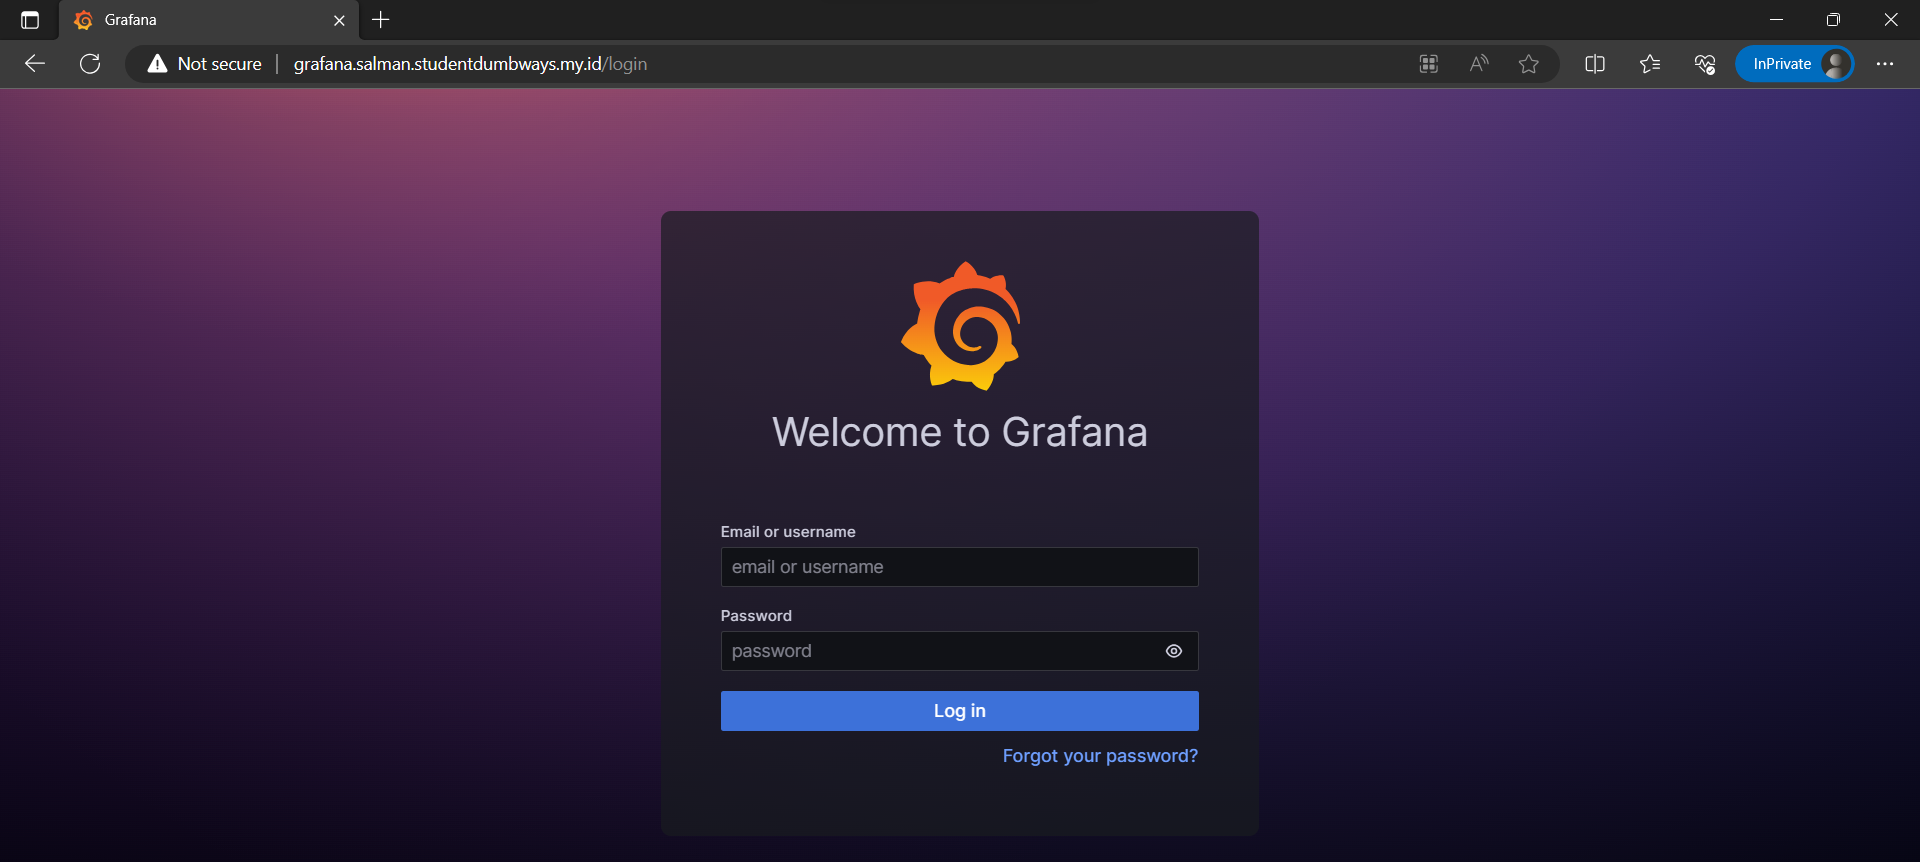 Grafana
Not secure
grafana.salman.studentdumbways.my.id/login
InPrivate
Welcome to Grafana
Email or username
email or username
Password
password
Log in
Forgot your password?